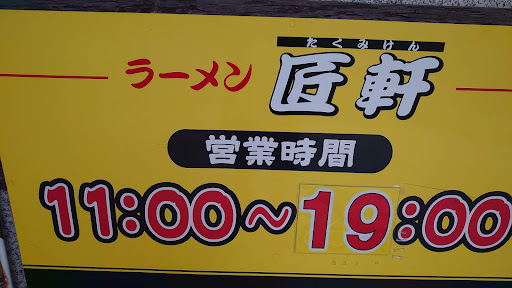 たくみけん
ラーメン 匠軒
営業時間
11:00~19:00